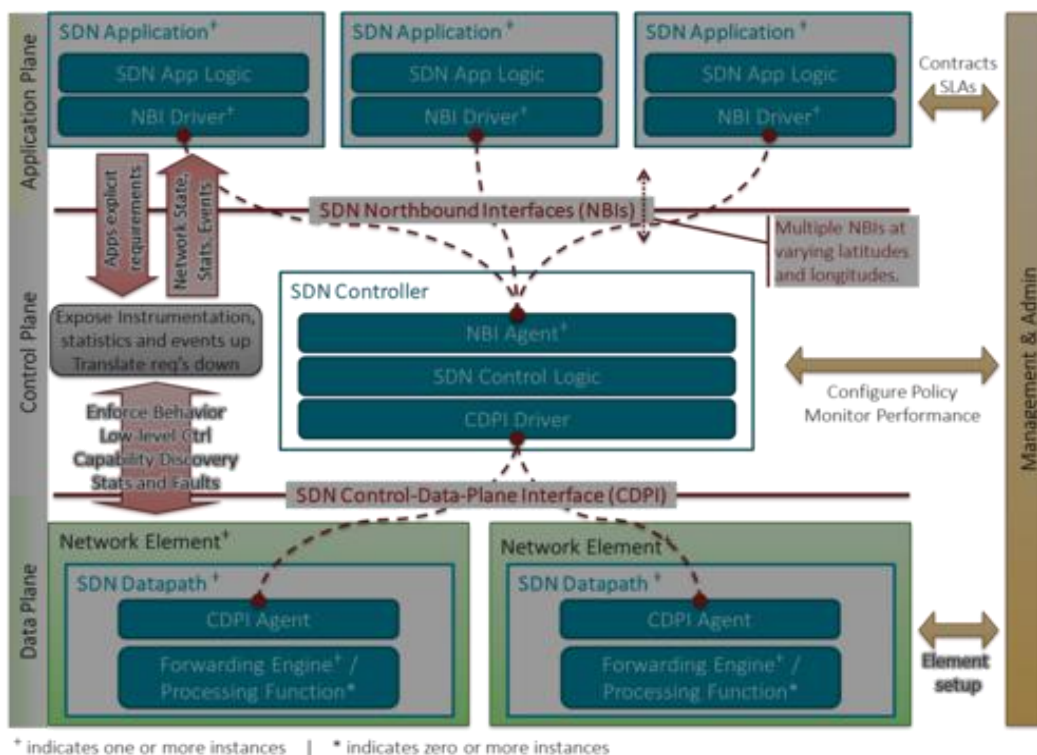 Application Plane
SDN Application⁺
SDN App Logic
NBI Driver⁺
SDN Application⁺
SDN App Logic
NBI Driver⁺
SDN Application⁺
SDN App Logic
NBI Driver⁺
Contracts
SLAs
Apps explicit
requirements
Network State,
Stats, Events
SDN Northbound Interfaces (NBIs)
Multiple NBIs at
varying latitudes
and longitudes.
Control Plane
Expose Instrumentation,
statistics and events up
Translate req's down
SDN Controller
NBI Agent⁺
SDN Control Logic
CDPI Driver
Configure Policy
Monitor Performance
Management & Admin
Enforce Behavior
Low-level Ctrl
Capability Discovery
Stats and Faults
SDN Control-Data-Plane Interface (CDPI)
Data Plane
Network Element⁺
SDN Datapath⁺
CDPI Agent
Forwarding Engine⁺ /
Processing Function*
Network Element
SDN Datapath⁺
CDPI Agent
Forwarding Engine⁺ /
Processing Function*
Element
setup
⁺ indicates one or more instances | * indicates zero or more instances